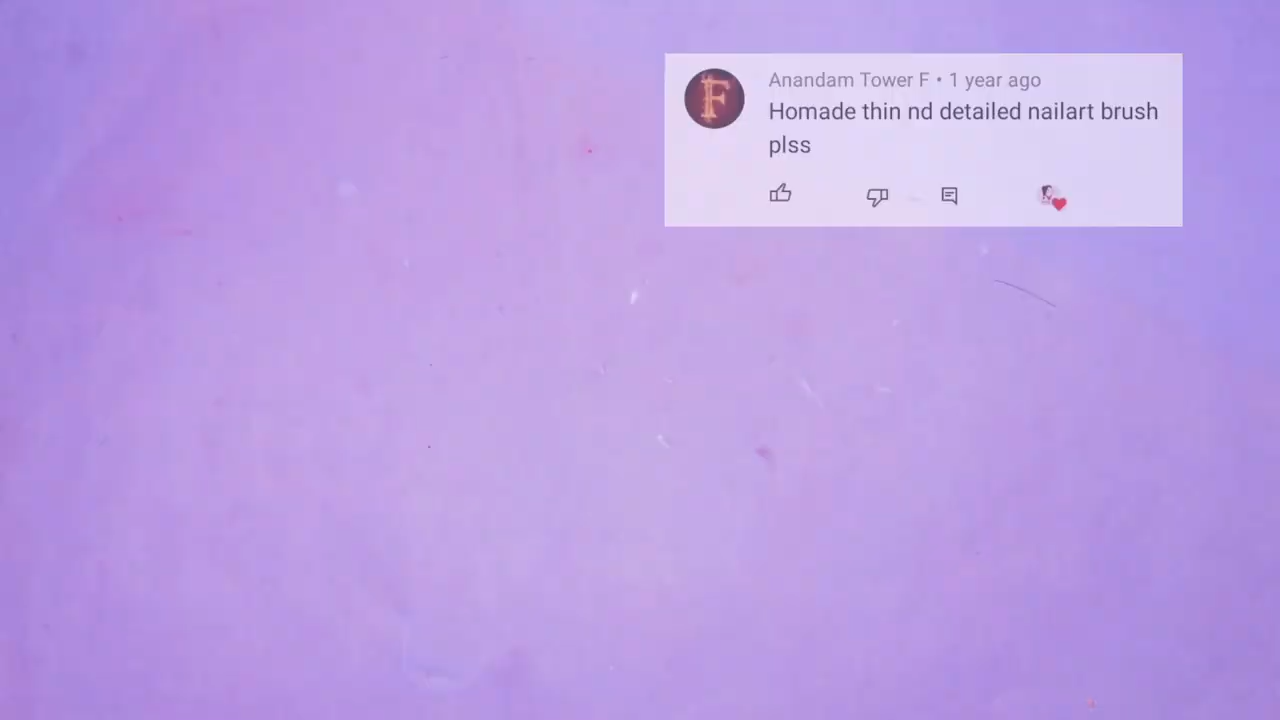 F
Anandam Tower F • 1 year ago
Homade thin nd detailed nailart brush
plss